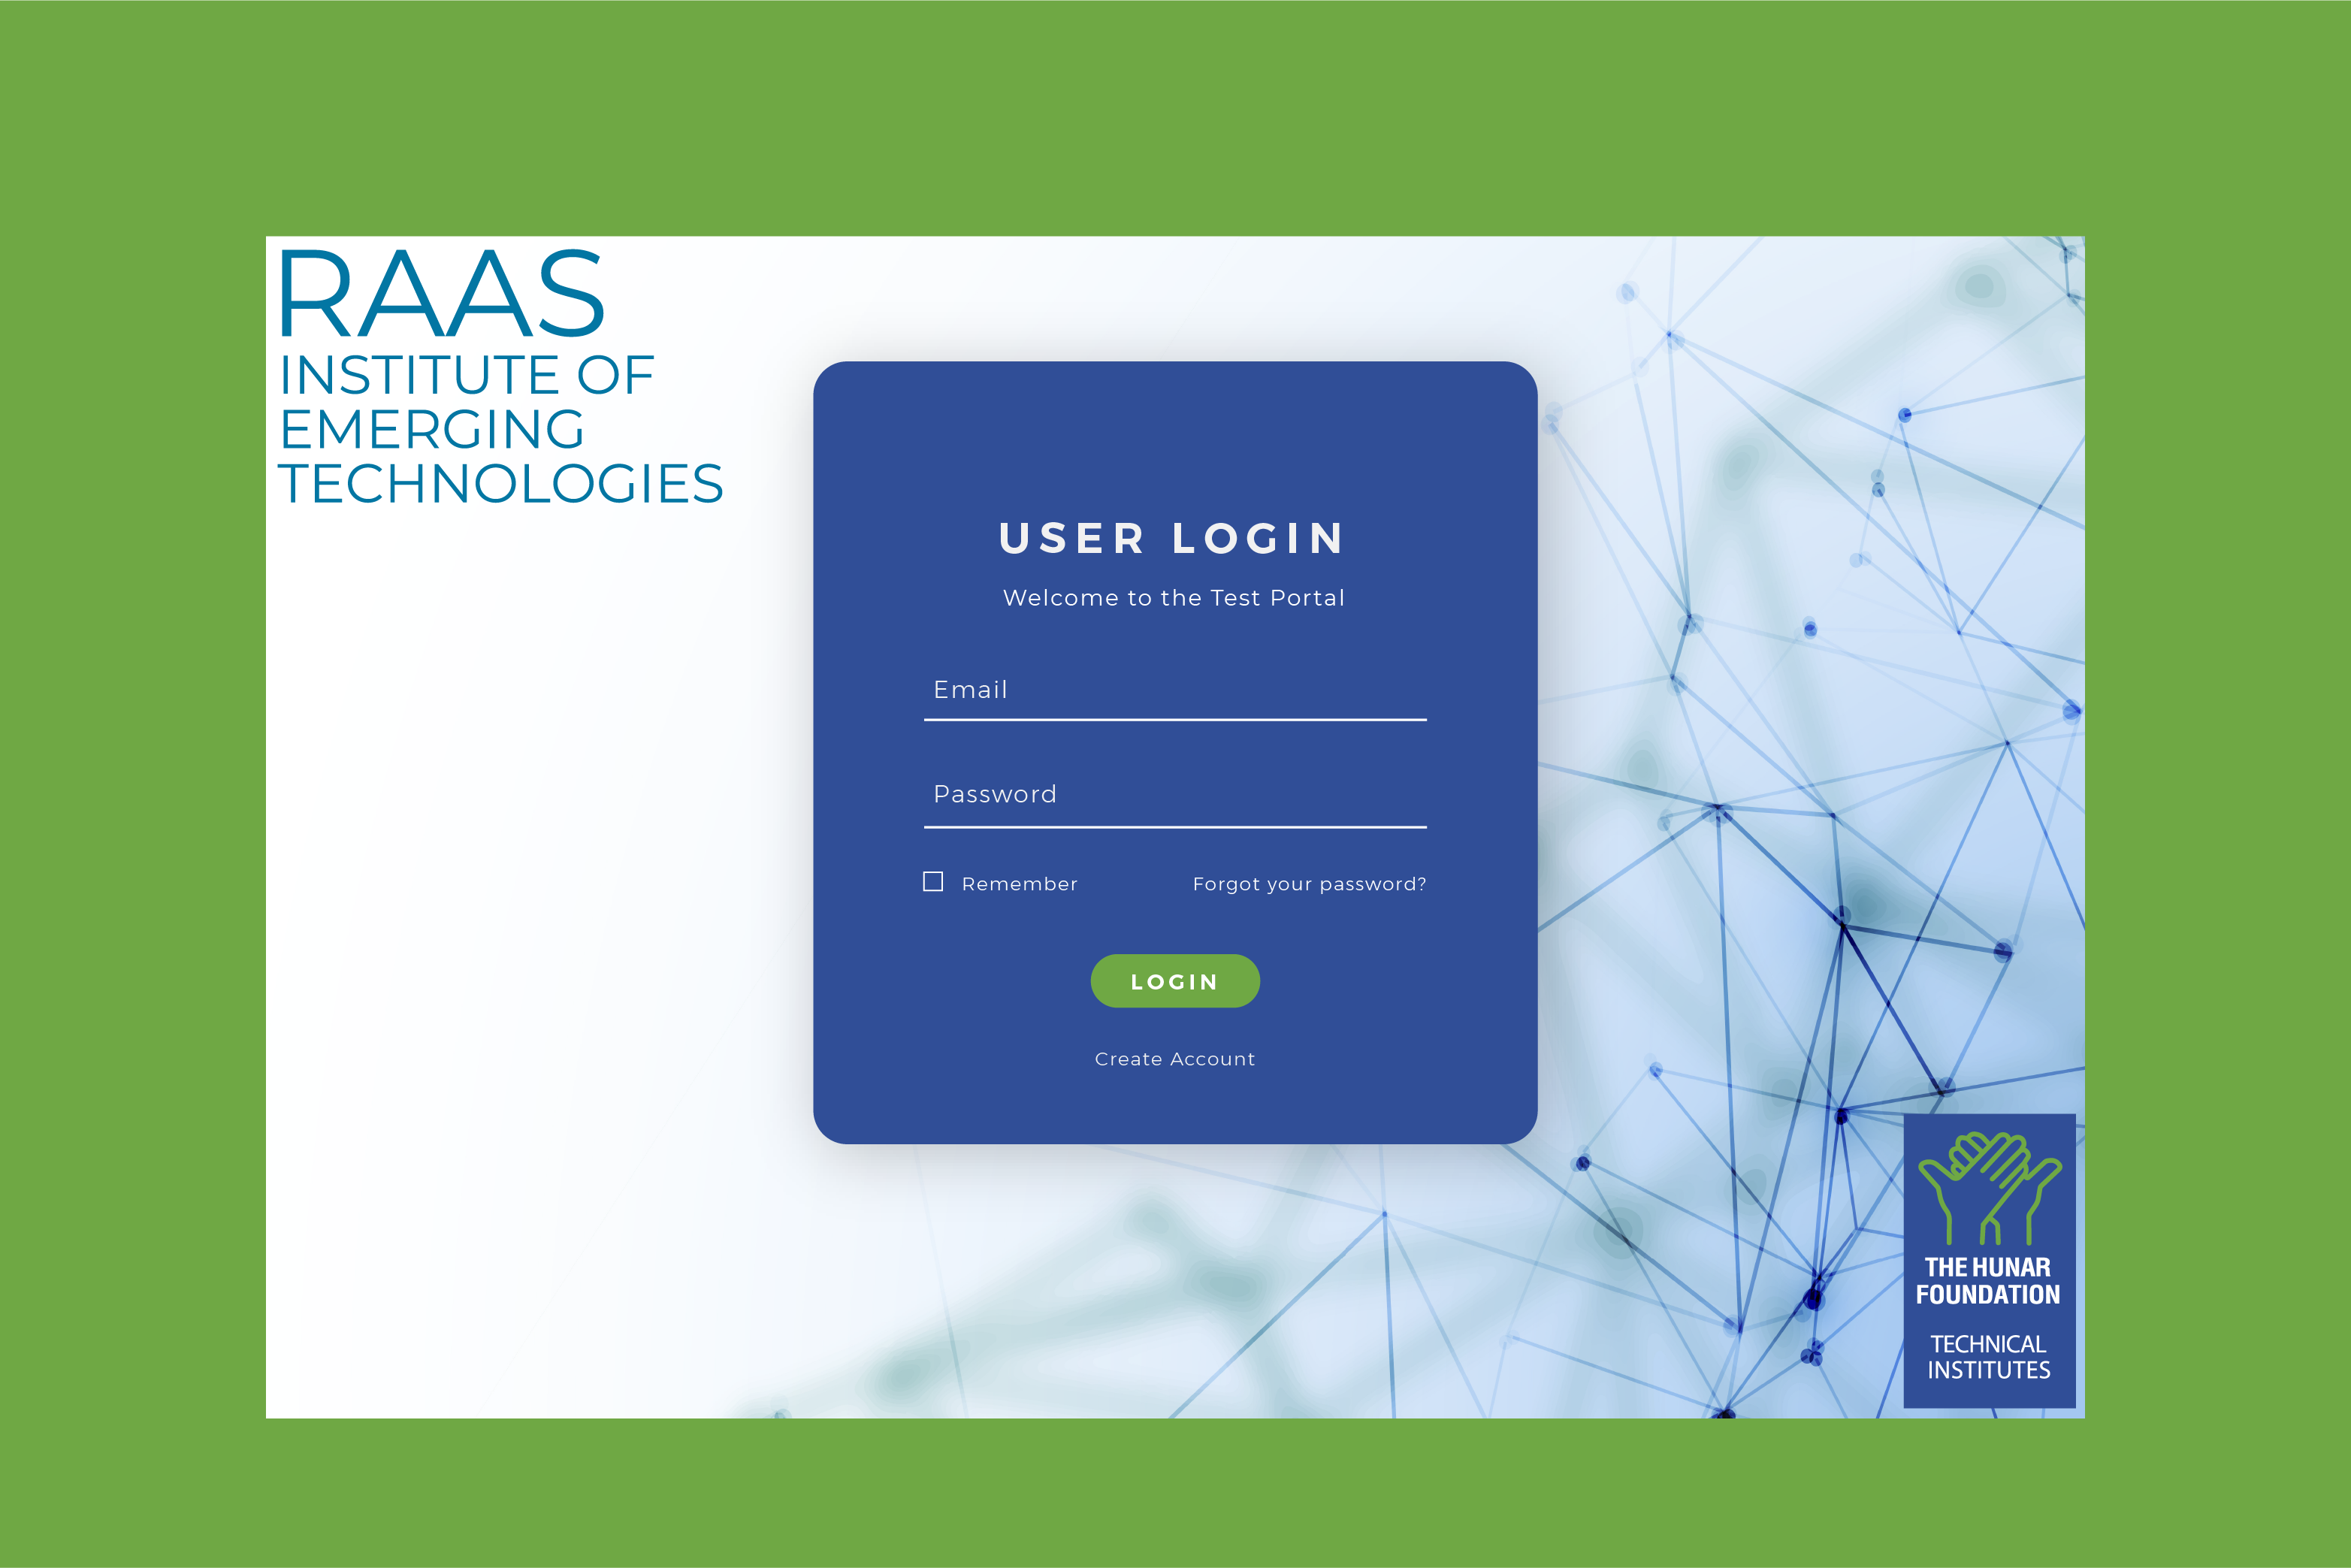 RAAS
INSTITUTE OF
EMERGING
TECHNOLOGIES
USER LOGIN
Welcome to the Test Portal
Email
Password
Remember
Forgot your password?
LOGIN
Create Account
THE HUNAR
FOUNDATION
TECHNICAL
INSTITUTES